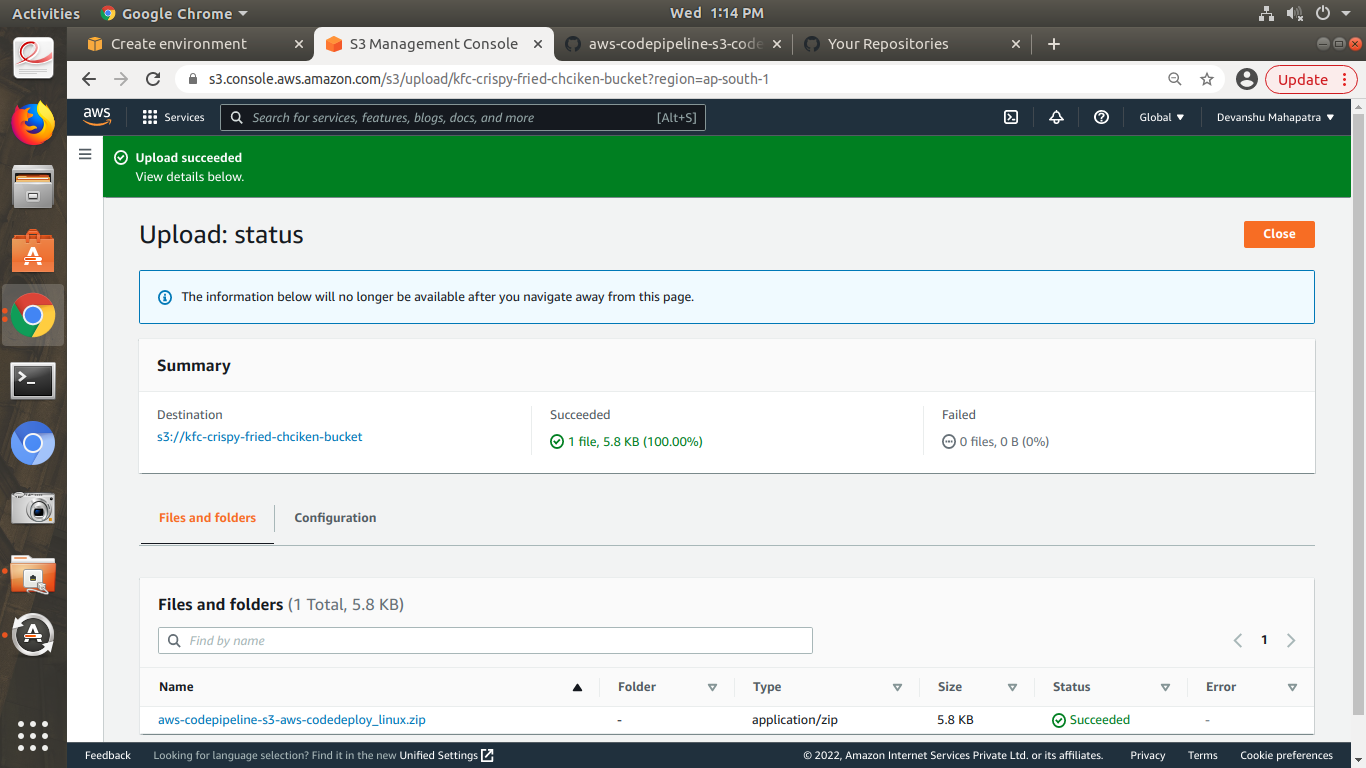 Activities Google Chrome Wed 1:14 PM
Create environment S3 Management Console aws-codepipeline-s3-code Your Repositories
s3.console.aws.amazon.com/s3/upload/kfc-crispy-fried-chciken-bucket?region=ap-south-1 Update
aws Services Search for services, features, blogs, docs, and more [Alt+S] Global Devanshu Mahapatra
Upload succeeded
View details below.
Upload: status Close
The information below will no longer be available after you navigate away from this page.
Summary
Destination Succeeded Failed
s3://kfc-crispy-fried-chciken-bucket 1 file, 5.8 KB (100.00%) 0 files, 0 B (0%)
Files and folders Configuration
Files and folders (1 Total, 5.8 KB)
Find by name 1
Name Folder Type Size Status Error
aws-codepipeline-s3-aws-codedeploy_linux.zip - application/zip 5.8 KB Succeeded -
Feedback Looking for language selection? Find it in the new Unified Settings © 2022, Amazon Internet Services Private Ltd. or its affiliates. Privacy Terms Cookie preferences